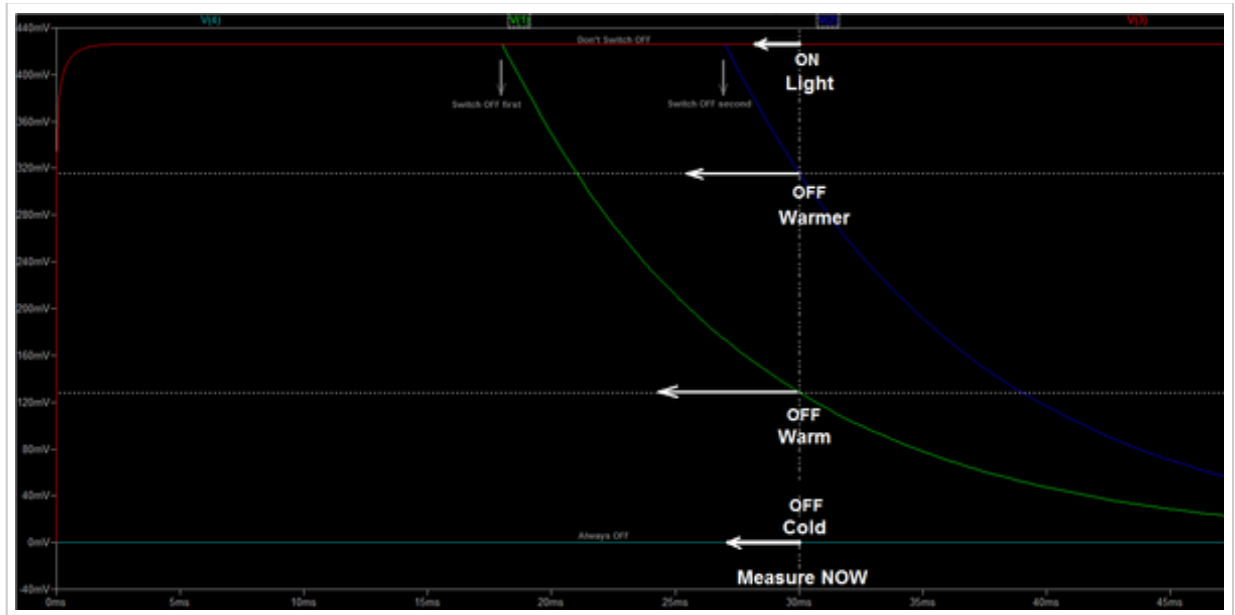 V(4) V(1) V(2) V(3)
440mV
Don't Switch OFF
ON
Light
400mV
Switch OFF first
Switch OFF second
360mV
320mV
OFF
Warmer
280mV
240mV
200mV
160mV
120mV
OFF
Warm
80mV
40mV
OFF
Cold
Always OFF
0mV
Measure NOW
-40mV
0ms 5ms 10ms 15ms 20ms 25ms 30ms 35ms 40ms 45ms